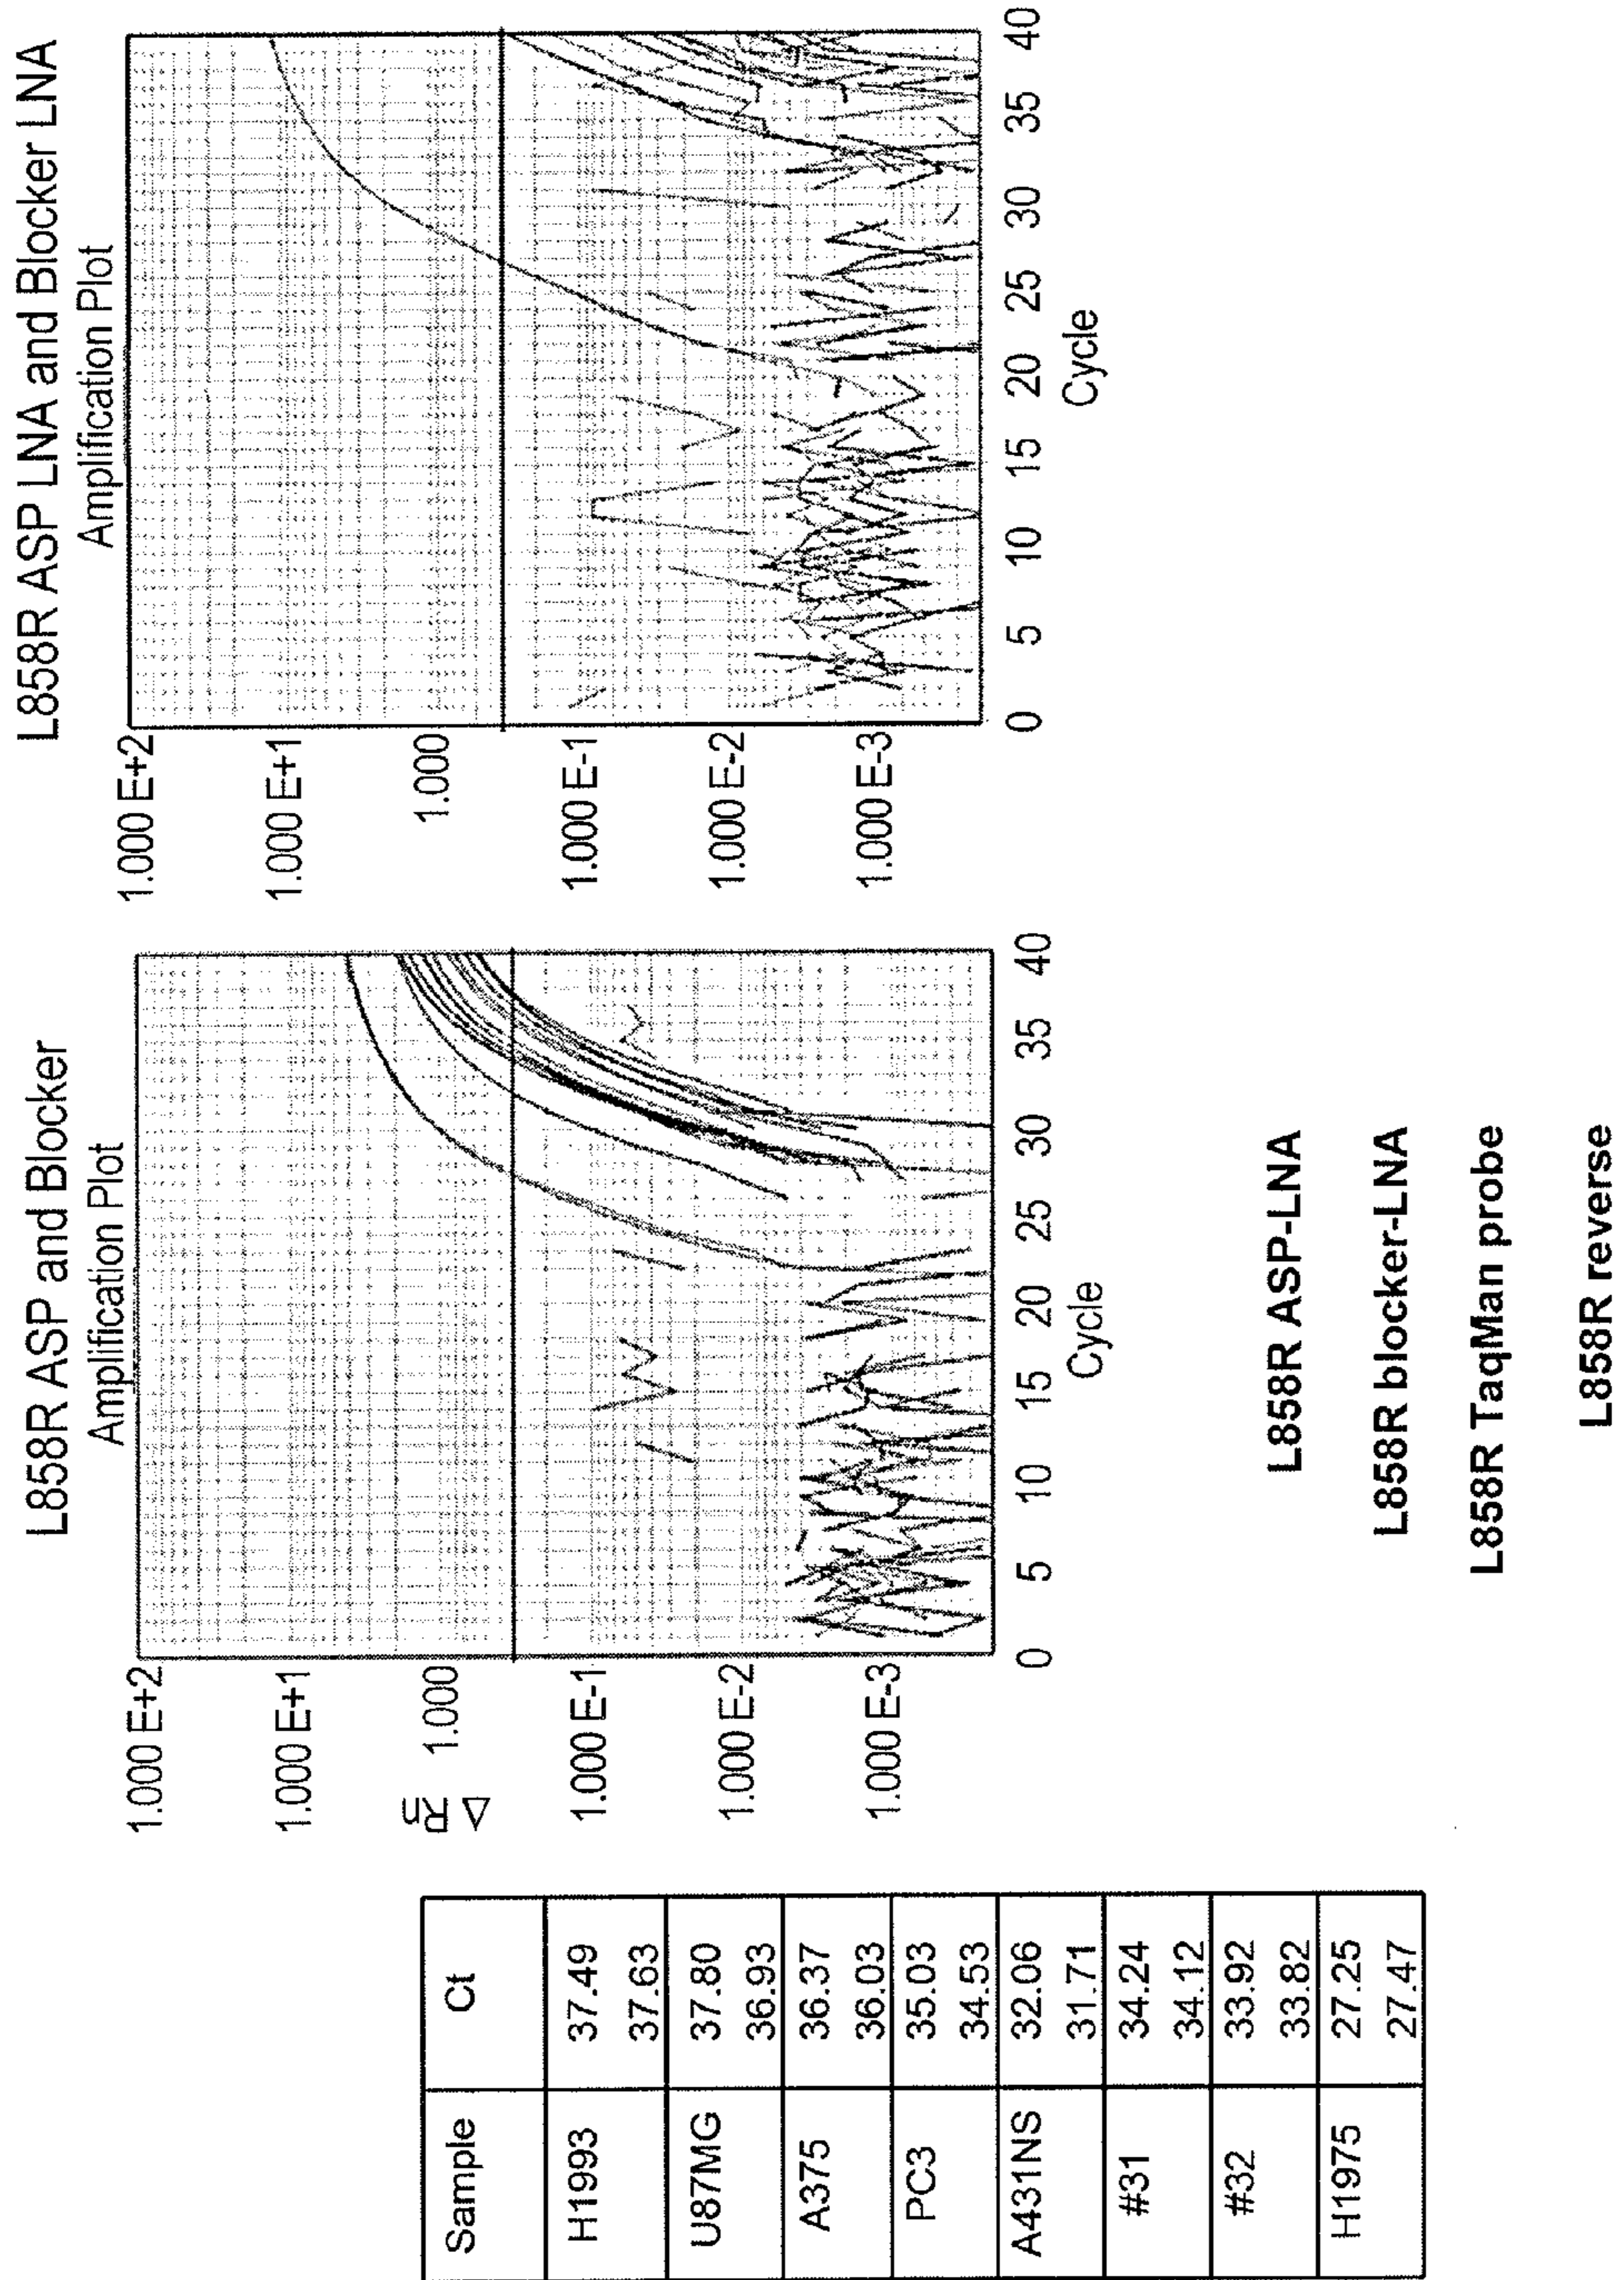 Sample Ct
H1993 37.49
37.63
U87MG 37.80
36.93
A375 36.37
36.03
PC3 35.03
34.53
A431NS 32.06
31.71
#31 34.24
34.12
#32 33.92
33.82
H1975 27.25
27.47
L858R ASP and Blocker
Amplification Plot
1.000 E+2
1.000 E+1
1.000
1.000 E-1
1.000 E-2
1.000 E-3
Δ Rn
0 5 10 15 20 25 30 35 40
Cycle
L858R ASP LNA and Blocker LNA
Amplification Plot
1.000 E+2
1.000 E+1
1.000
1.000 E-1
1.000 E-2
1.000 E-3
0 5 10 15 20 25 30 35 40
Cycle
L858R ASP-LNA
L858R blocker-LNA
L858R TaqMan probe
L858R reverse